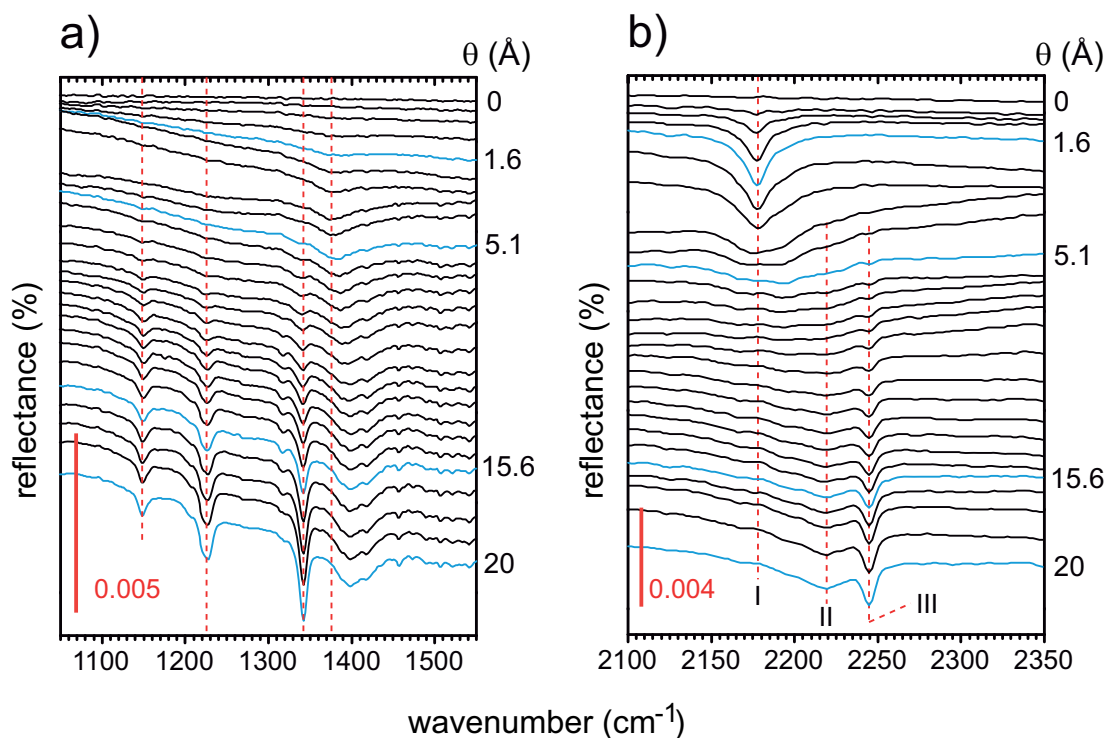 a)
θ (Å)
0
1.6
5.1
15.6
20
0.005
reflectance (%)
1100 1200 1300 1400 1500
b)
θ (Å)
0
1.6
5.1
15.6
20
0.004
I
II
III
reflectance (%)
2100 2150 2200 2250 2300 2350
wavenumber (cm⁻¹)